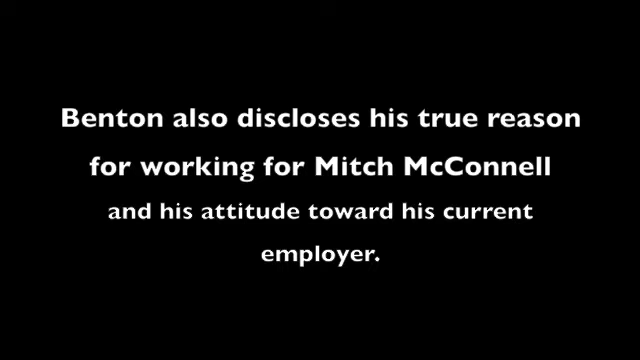 Benton also discloses his true reason
for working for Mitch McConnell
and his attitude toward his current
employer.